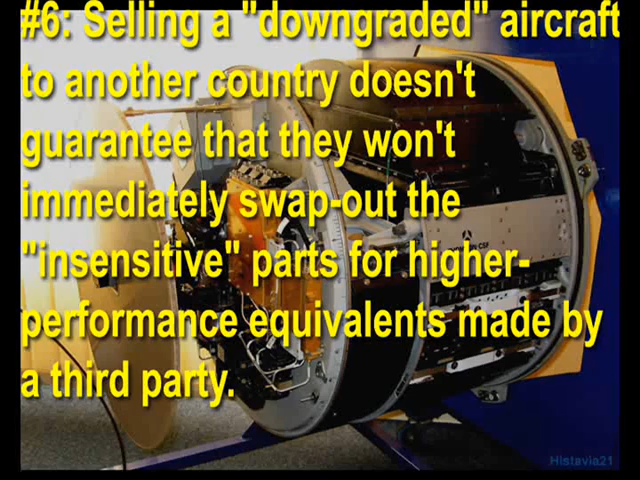 #6: Selling a "downgraded" aircraft
to another country doesn't
guarantee that they won't
immediately swap-out the
"insensitive" parts for higher-
performance equivalents made by
a third party.
Histavia21